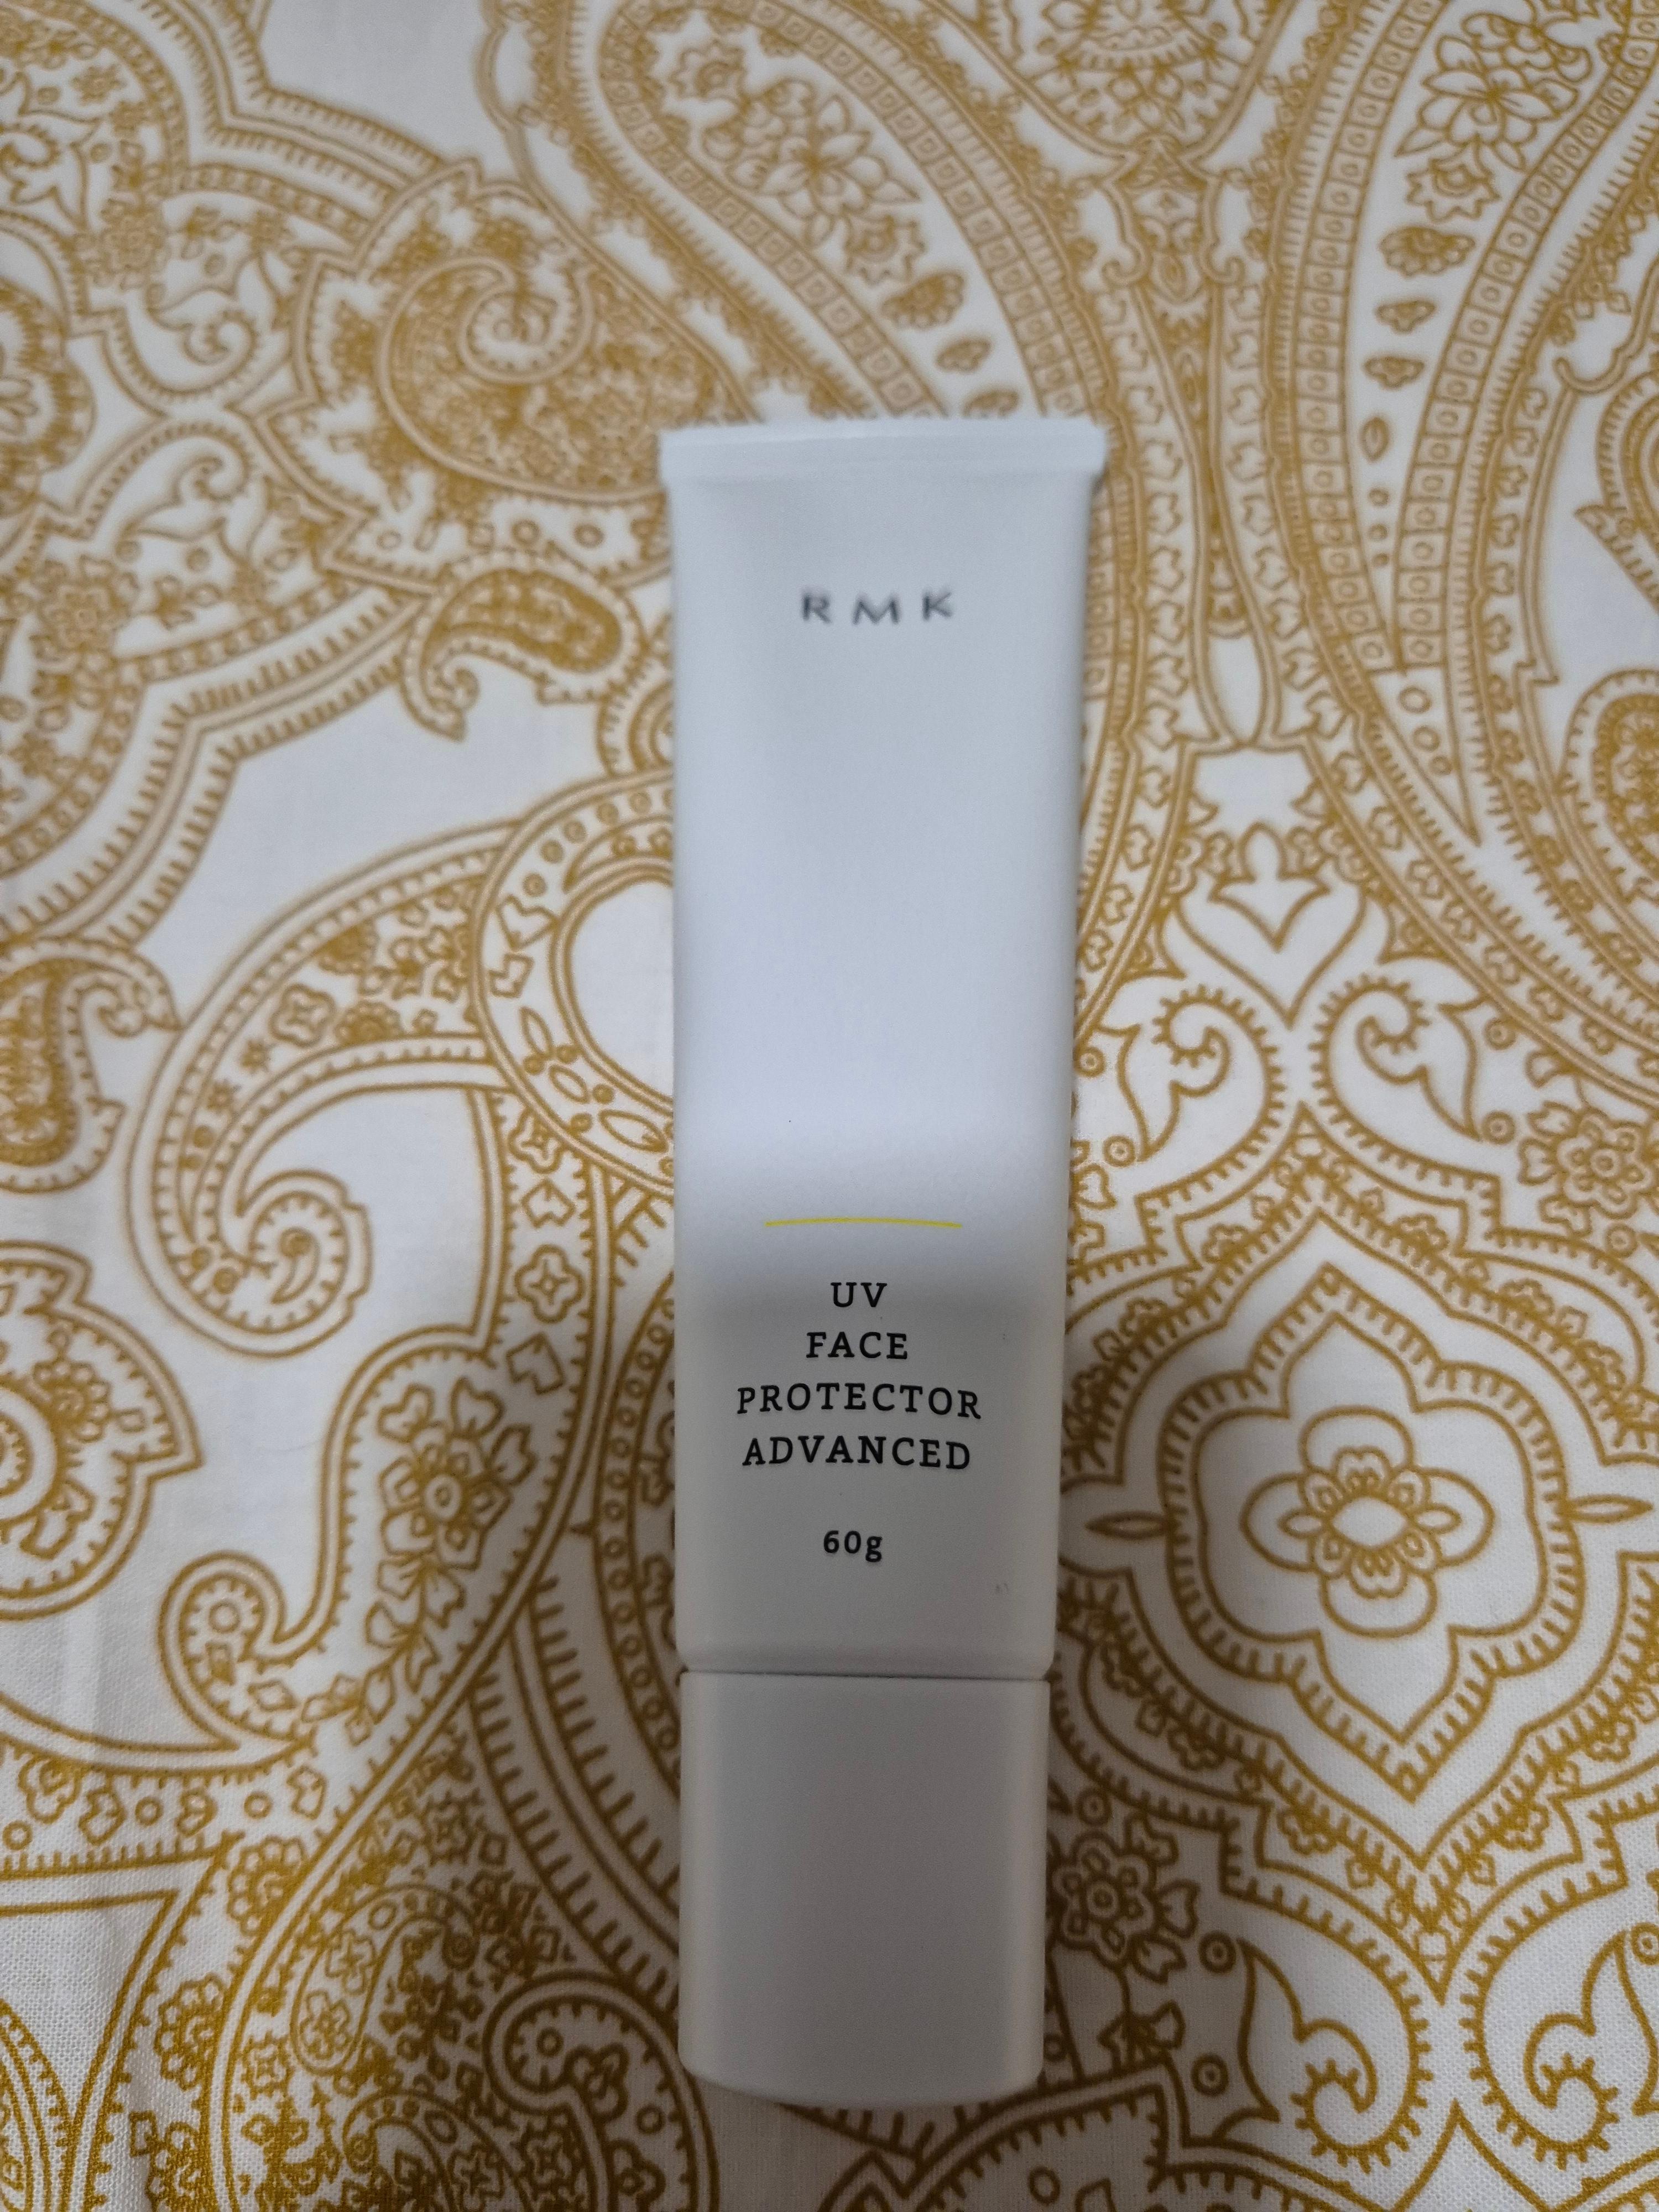 RMK
UV
FACE
PROTECTOR
ADVANCED
60g